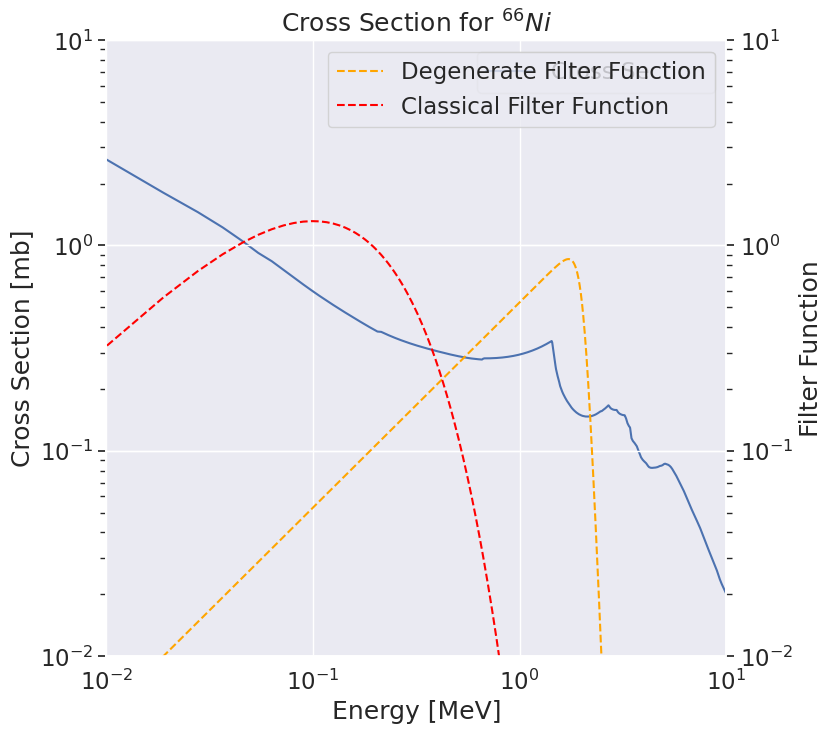 Cross Section for $^{66}Ni$
Degenerate Filter Function
Classical Filter Function
Cross Section [mb]
10^1
10^0
10^{-1}
10^{-2}
10^1
10^0
10^{-1}
10^{-2}
Filter Function
10^{-2}
10^{-1}
10^0
10^1
Energy [MeV]